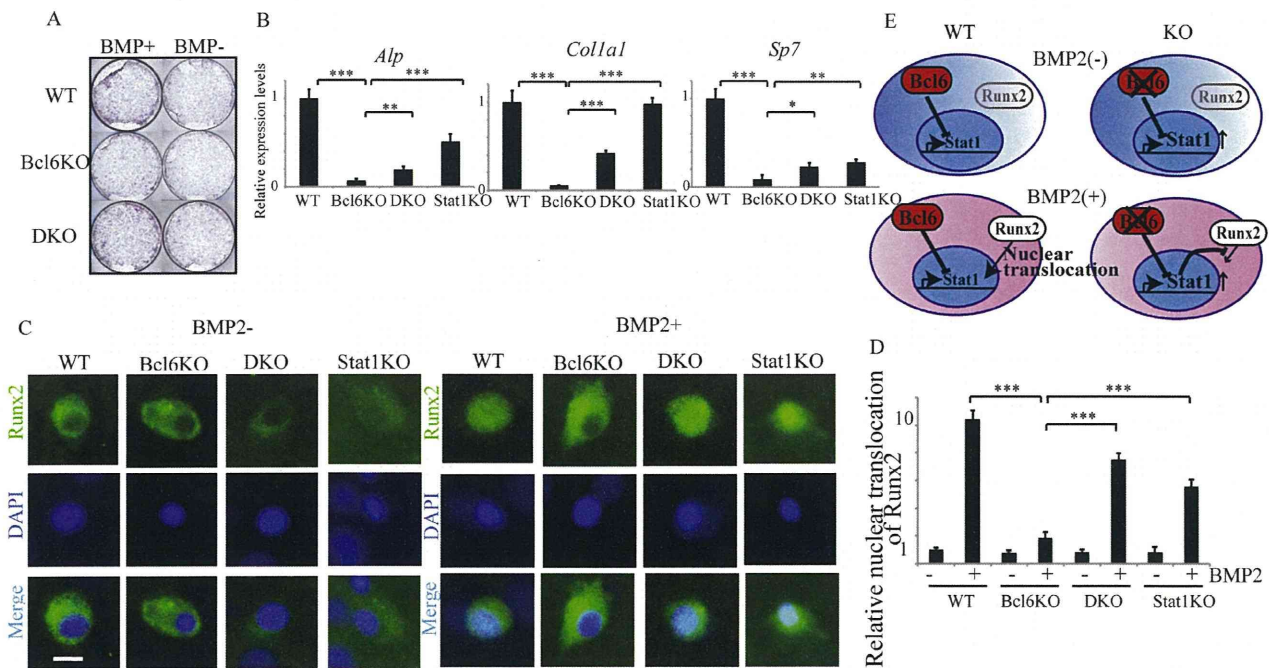 A
BMP+ BMP-
WT
Bcl6KO
DKO
B
Alp
Col1a1
Sp7
Relative expression levels
*** ***
**
1
0
WT Bcl6KO DKO Stat1KO
*** ***
***
1
0
WT Bcl6KO DKO Stat1KO
*** **
*
1
0
WT Bcl6KO DKO Stat1KO
E
WT KO
BMP2(-)
Bcl6
Runx2
Stat1
Bcl6
Runx2
Stat1 ↑
BMP2(+)
Bcl6
Runx2
Nuclear
translocation
Stat1
Bcl6
Runx2
Stat1 ↑
C
BMP2-
WT Bcl6KO DKO Stat1KO
Runx2
DAPI
Merge
BMP2+
WT Bcl6KO DKO Stat1KO
Runx2
DAPI
Merge
D
Relative nuclear translocation
of Runx2
10
1
*** ***
***
- + - + - + - + BMP2
WT Bcl6KO DKO Stat1KO